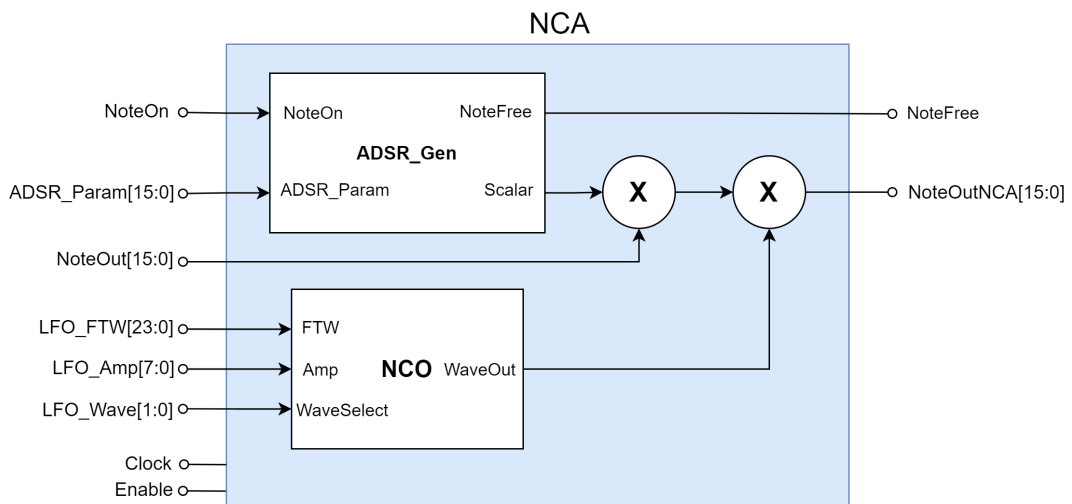 NCA
NoteOn
NoteOn
NoteFree
NoteFree
ADSR_Gen
ADSR_Param[15:0]
ADSR_Param
Scalar
X
X
NoteOutNCA[15:0]
NoteOut[15:0]
LFO_FTW[23:0]
FTW
LFO_Amp[7:0]
Amp
NCO
WaveOut
LFO_Wave[1:0]
WaveSelect
Clock
Enable